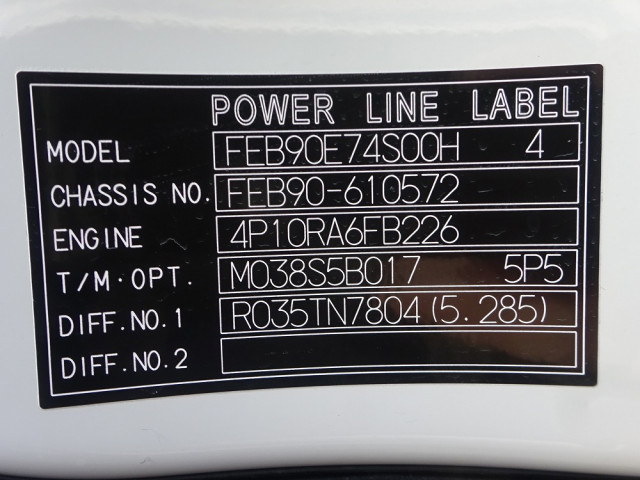 POWER LINE LABEL
MODEL FEB90E74S00H 4
CHASSIS NO. FEB90-610572
ENGINE 4P10RA6FB226
T/M·OPT. M038S5B017 5P5
DIFF.NO.1 R035TN7804(5.285)
DIFF.NO.2